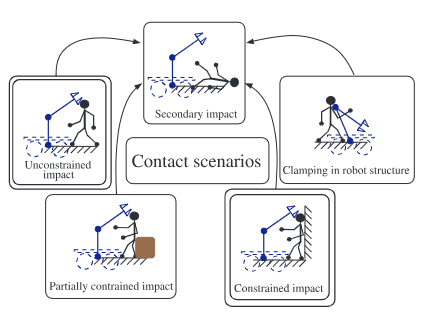 Secondary impact
Unconstrained
impact
Contact scenarios
Clamping in robot structure
Partially contrained impact
Constrained impact